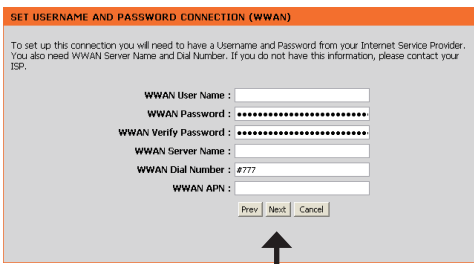 SET USERNAME AND PASSWORD CONNECTION (WWAN)
To set up this connection you will need to have a Username and Password from your Internet Service Provider.
You also need WWAN Server Name and Dial Number. If you do not have this information, please contact your
ISP.
WWAN User Name :
WWAN Password : ●●●●●●●●●●●●●●●●●●●●●●●●
WWAN Verify Password : ●●●●●●●●●●●●●●●●●●●●●●●●
WWAN Server Name :
WWAN Dial Number : #777
WWAN APN :
Prev Next Cancel